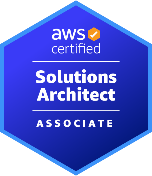 aws
certified
Solutions
Architect
ASSOCIATE